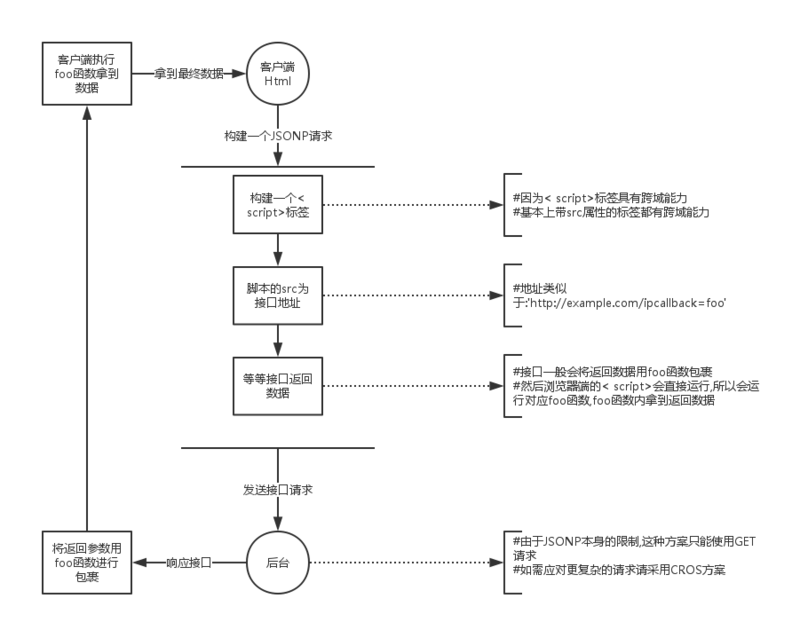 客户端执行
foo函数拿到
数据
拿到最终数据
客户端
Html
构建一个JSONP请求
构建一个<
script>标签
#因为< script>标签具有跨域能力
#基本上带src属性的标签都有跨域能力
脚本的src为
接口地址
#地址类似
于:'http://example.com/ipcallback=foo'
等等接口返回
数据
#接口一般会将返回数据用foo函数包裹
#然后浏览器端的< script>会直接运行,所以会运
行对应foo函数,foo函数内拿到返回数据
发送接口请求
将返回参数用
foo函数进行
包裹
响应接口
后台
#由于JSONP本身的限制,这种方案只能使用GET
请求
#如需应对更复杂的请求请采用CROS方案